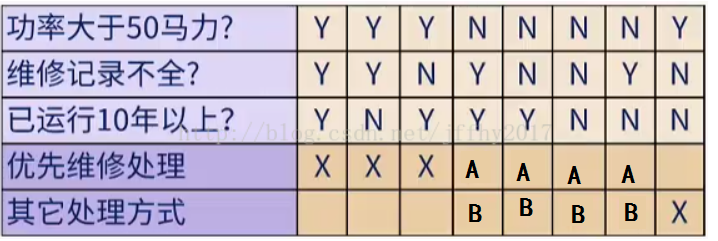 功率大于50马力? Y Y Y N N N N Y
维修记录不全? Y Y N Y N N Y N
已运行10年以上? Y N Y Y Y N N N
http://blog.csdn.net/jffhy2017
优先维修处理 X X X A A A A
其它处理方式 B B B B X